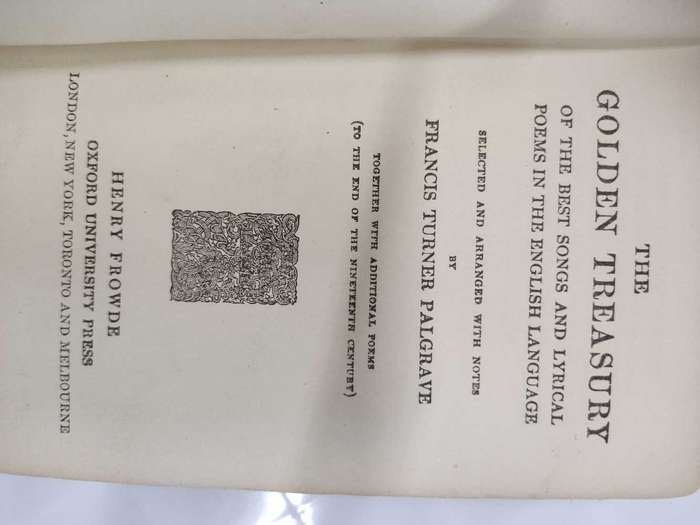 THE
GOLDEN TREASURY
OF THE BEST SONGS AND LYRICAL
POEMS IN THE ENGLISH LANGUAGE
SELECTED AND ARRANGED WITH NOTES
BY
FRANCIS TURNER PALGRAVE
TOGETHER WITH ADDITIONAL POEMS
(TO THE END OF THE NINETEENTH CENTURY)
HENRY FROWDE
OXFORD UNIVERSITY PRESS
LONDON, NEW YORK, TORONTO AND MELBOURNE